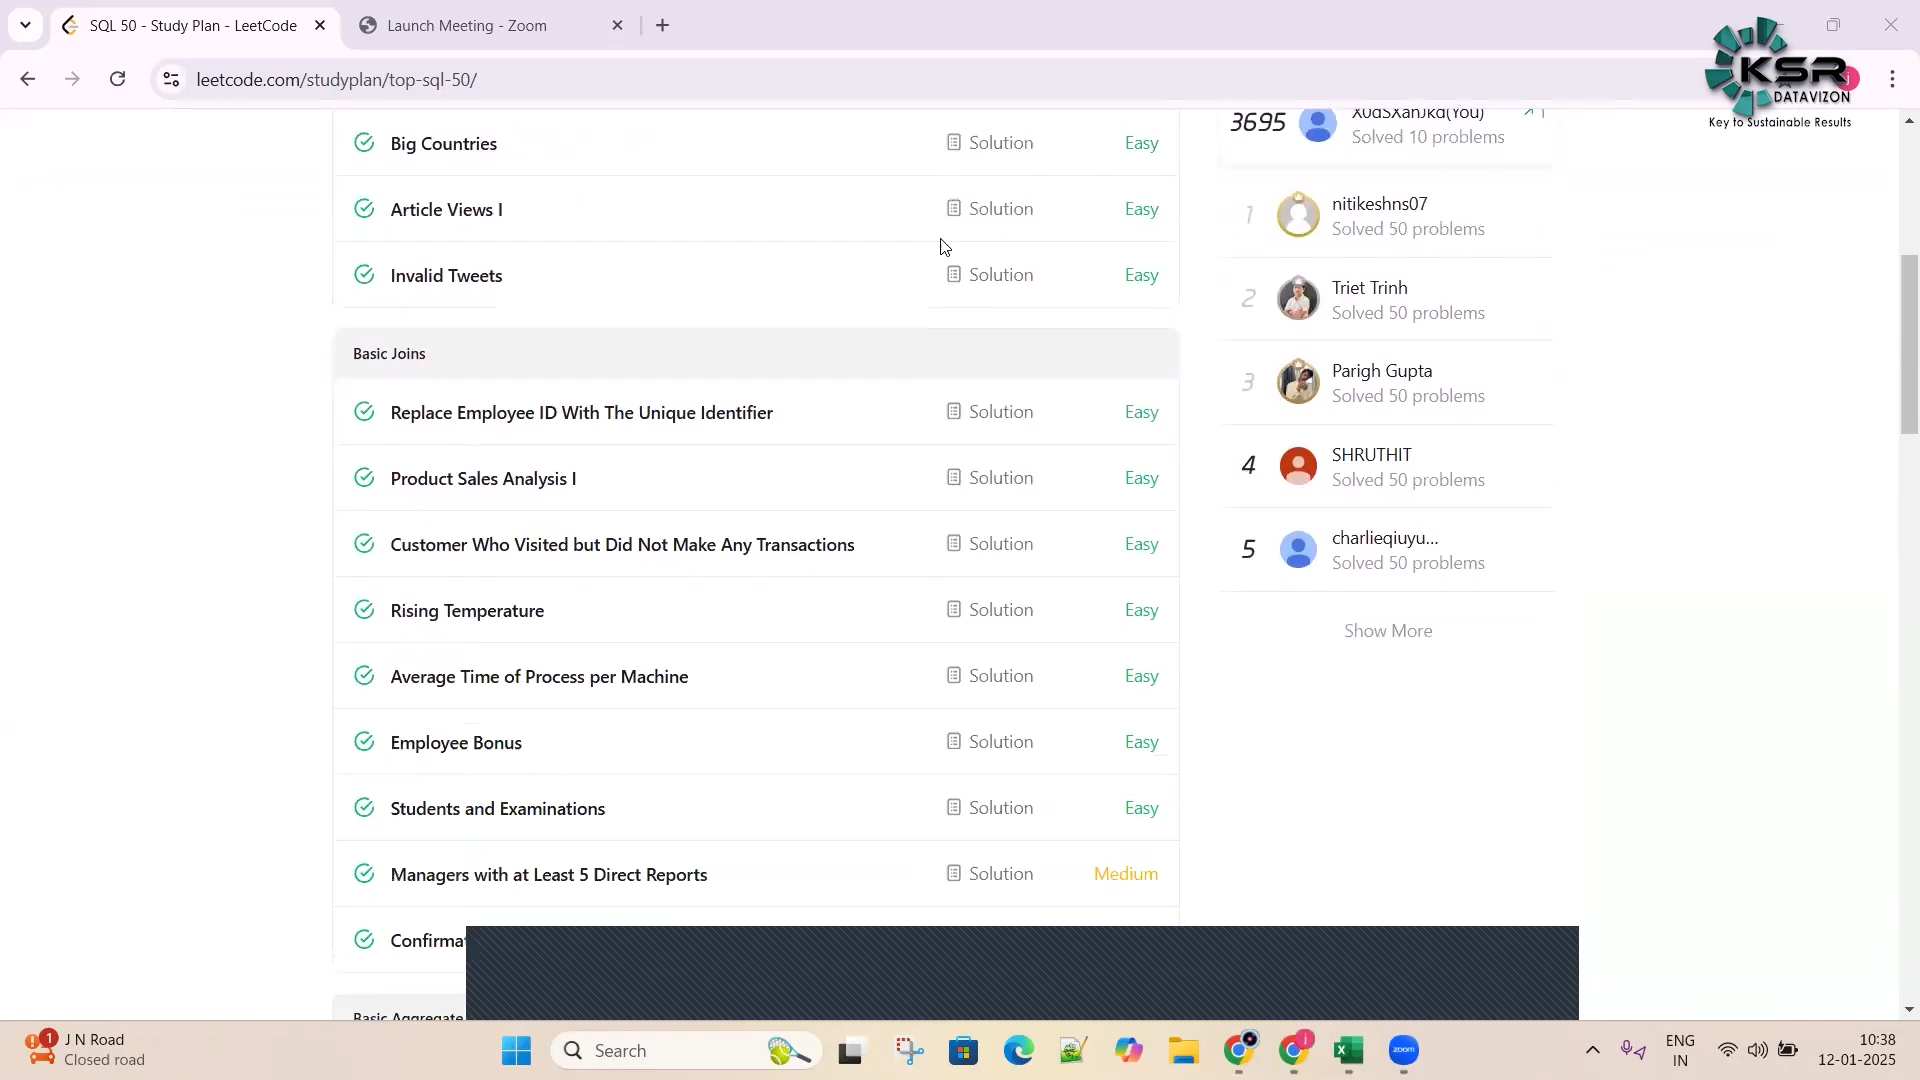 SQL 50 - Study Plan - LeetCode
Launch Meeting - Zoom
leetcode.com/studyplan/top-sql-50/
KSR
DATAVIZON
Key to Sustainable Results
Big Countries Solution Easy
Article Views I Solution Easy
Invalid Tweets Solution Easy
Basic Joins
Replace Employee ID With The Unique Identifier Solution Easy
Product Sales Analysis I Solution Easy
Customer Who Visited but Did Not Make Any Transactions Solution Easy
Rising Temperature Solution Easy
Average Time of Process per Machine Solution Easy
Employee Bonus Solution Easy
Students and Examinations Solution Easy
Managers with at Least 5 Direct Reports Solution Medium
Confirmat
Basic Aggregate
3695
Solved 10 problems
1 nitikeshns07
Solved 50 problems
2 Triet Trinh
Solved 50 problems
3 Parigh Gupta
Solved 50 problems
4 SHRUTHIT
Solved 50 problems
5 charlieqiuyu...
Solved 50 problems
Show More
1
J N Road
Closed road
Search
zoom
ENG
IN
10:38
12-01-2025